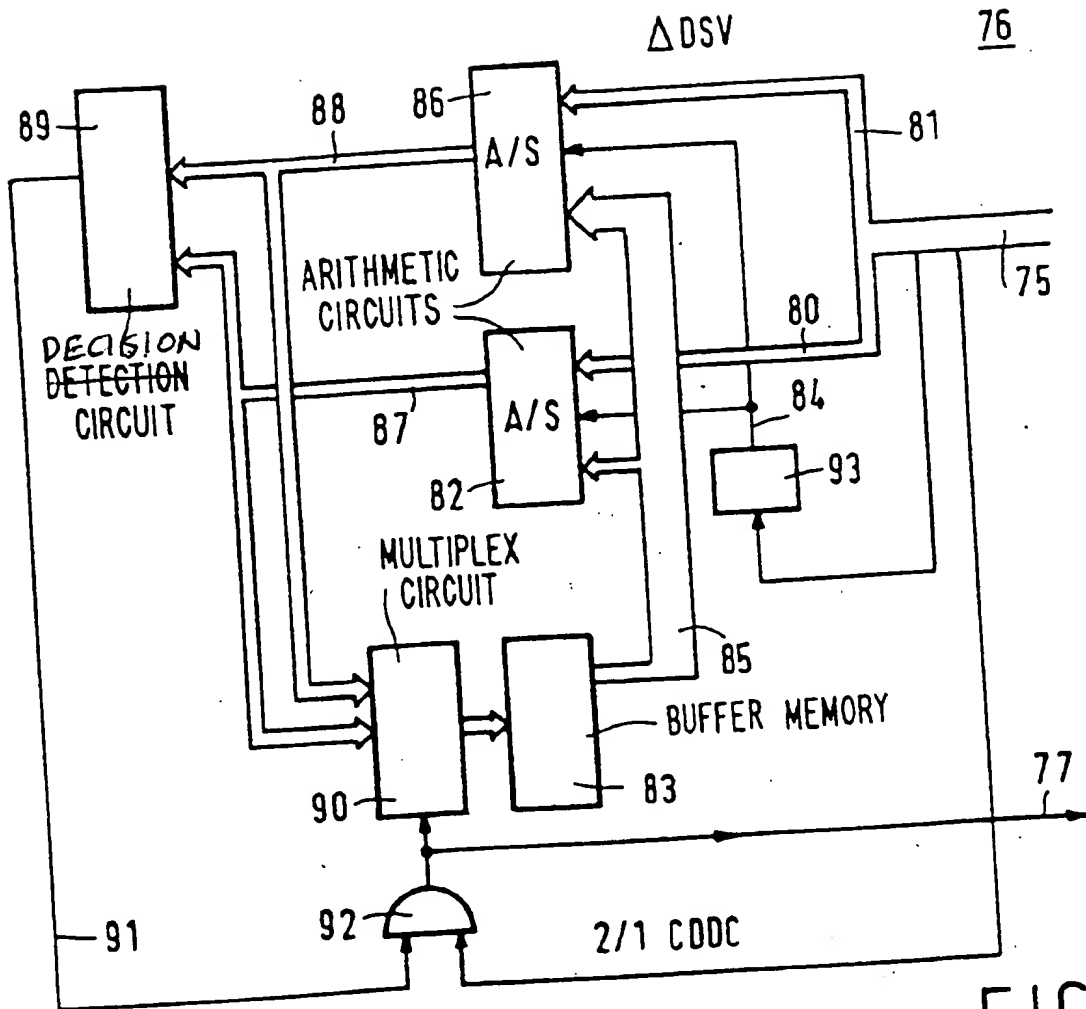 ΔDSV
76
89
88
86
81
A/S
75
ARITHMETIC
CIRCUITS
80
DECISION
DETECTION
CIRCUIT
87
A/S
84
93
82
MULTIPLEX
CIRCUIT
85
BUFFER MEMORY
90
83
77
92
91
2/1 CDDC
FIG